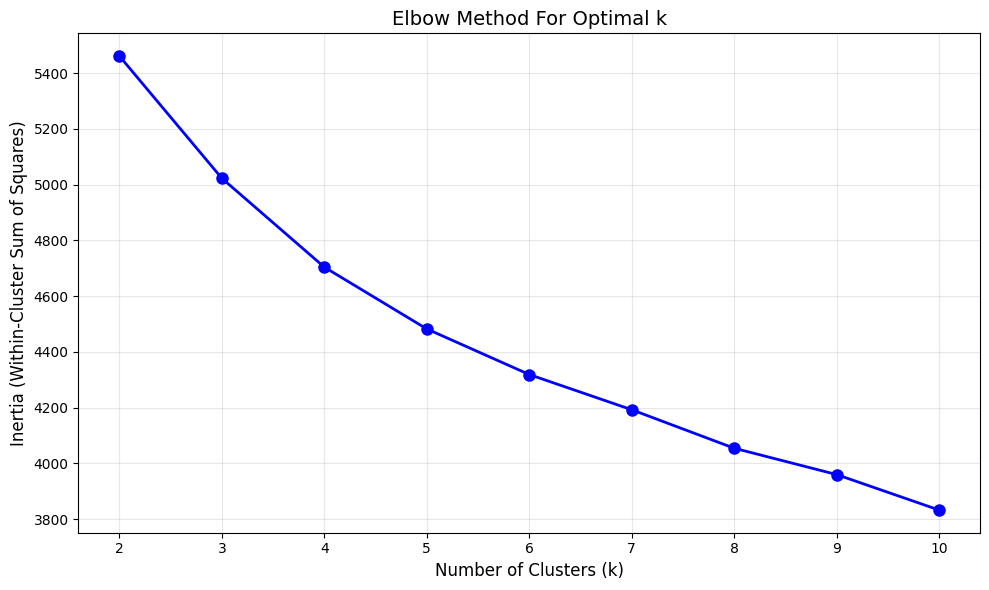 Elbow Method For Optimal k
Inertia (Within-Cluster Sum of Squares)
5400
5200
5000
4800
4600
4400
4200
4000
3800
2 3 4 5 6 7 8 9 10
Number of Clusters (k)